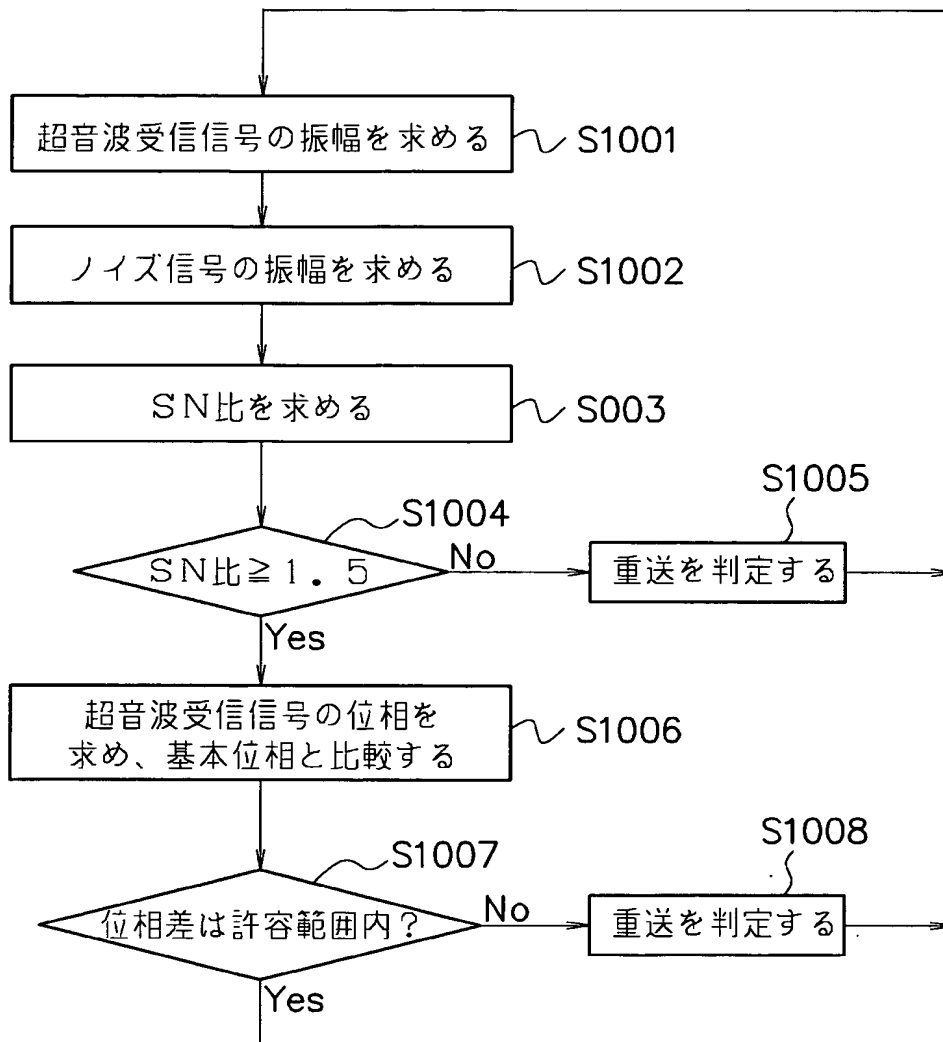 超音波受信信号の振幅を求める
S1001
ノイズ信号の振幅を求める
S1002
SN比を求める
S003
S1004
SN比≧1.5
No
S1005
重送を判定する
Yes
超音波受信信号の位相を
求め、基本位相と比較する
S1006
S1007
位相差は許容範囲内?
No
S1008
重送を判定する
Yes